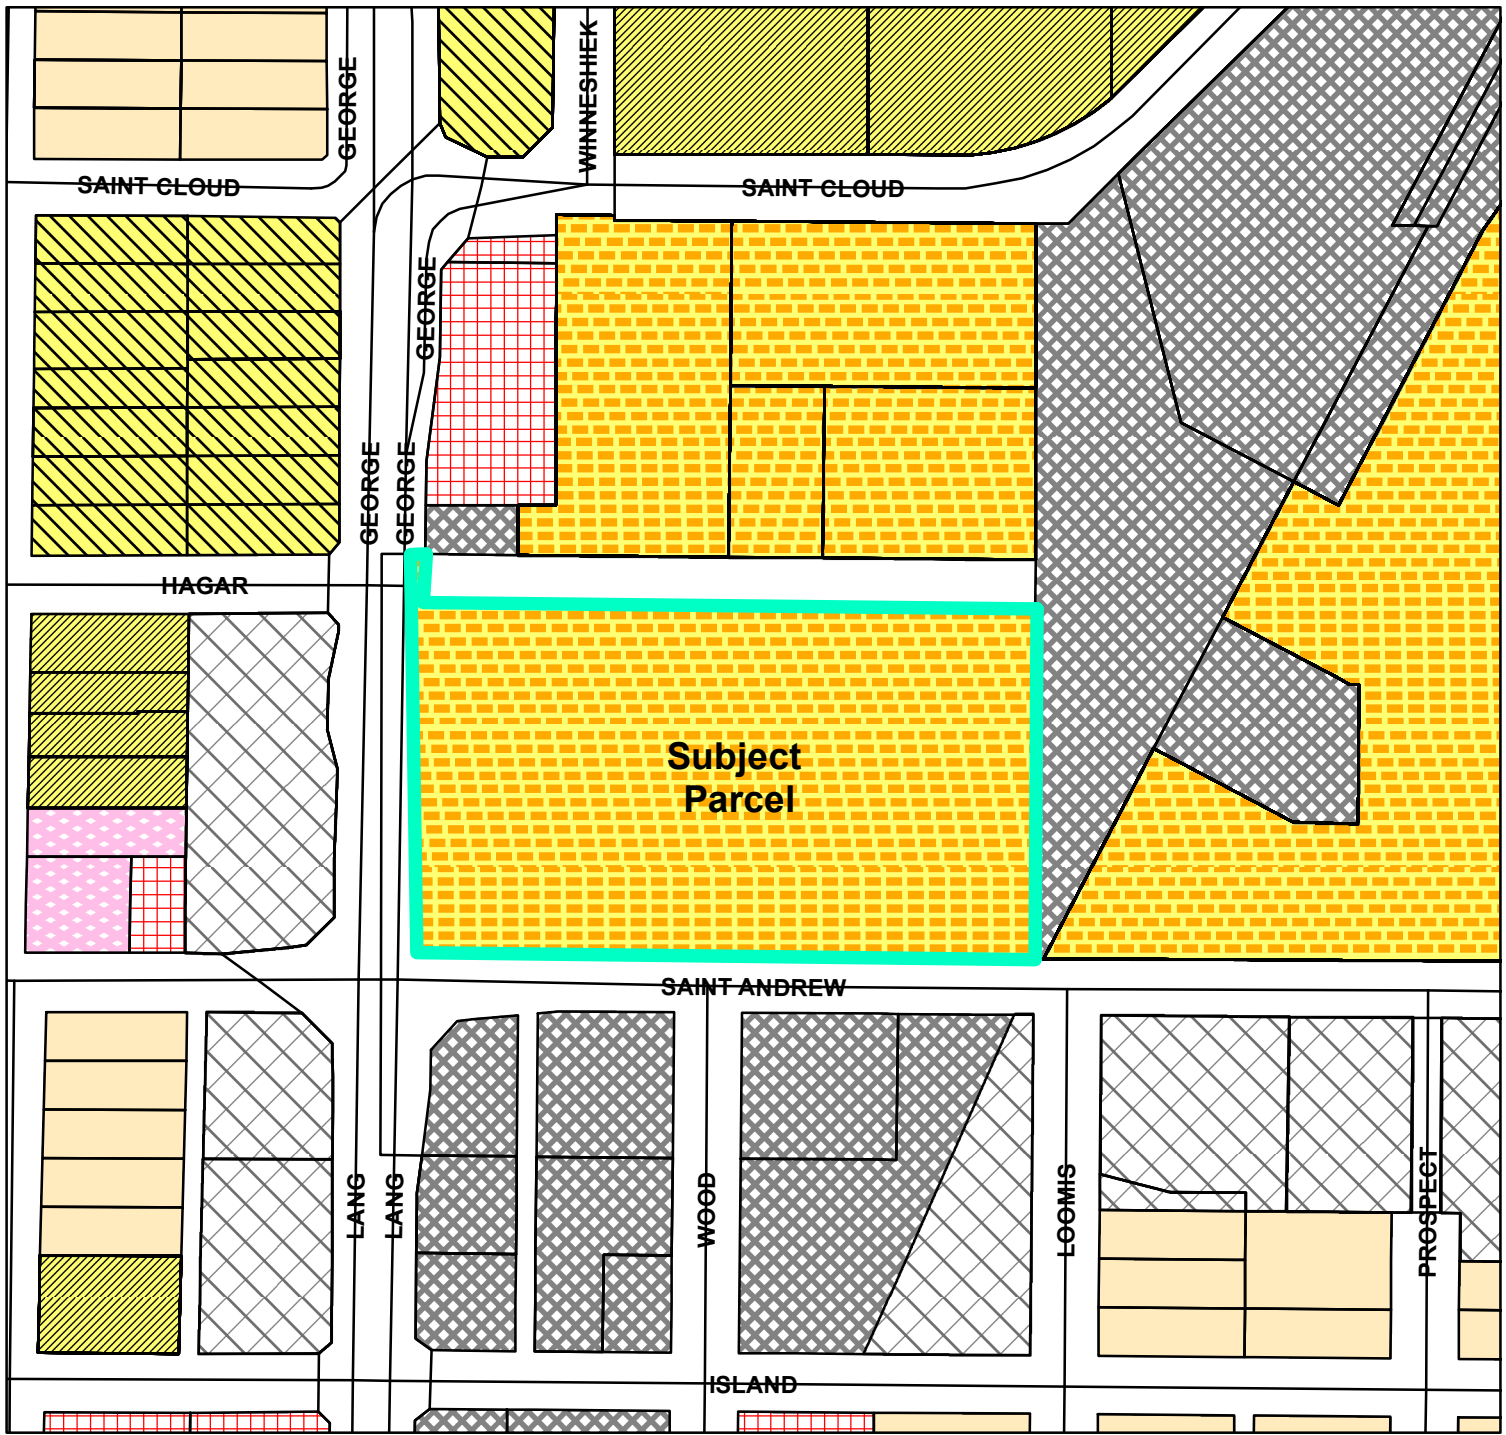 WINNESHIEK
GEORGE
SAINT CLOUD
SAINT CLOUD
GEORGE
GEORGE
GEORGE
HAGAR
Subject
Parcel
SAINT ANDREW
LANG
LANG
WOOD
LOOMIS
PROSPECT
ISLAND